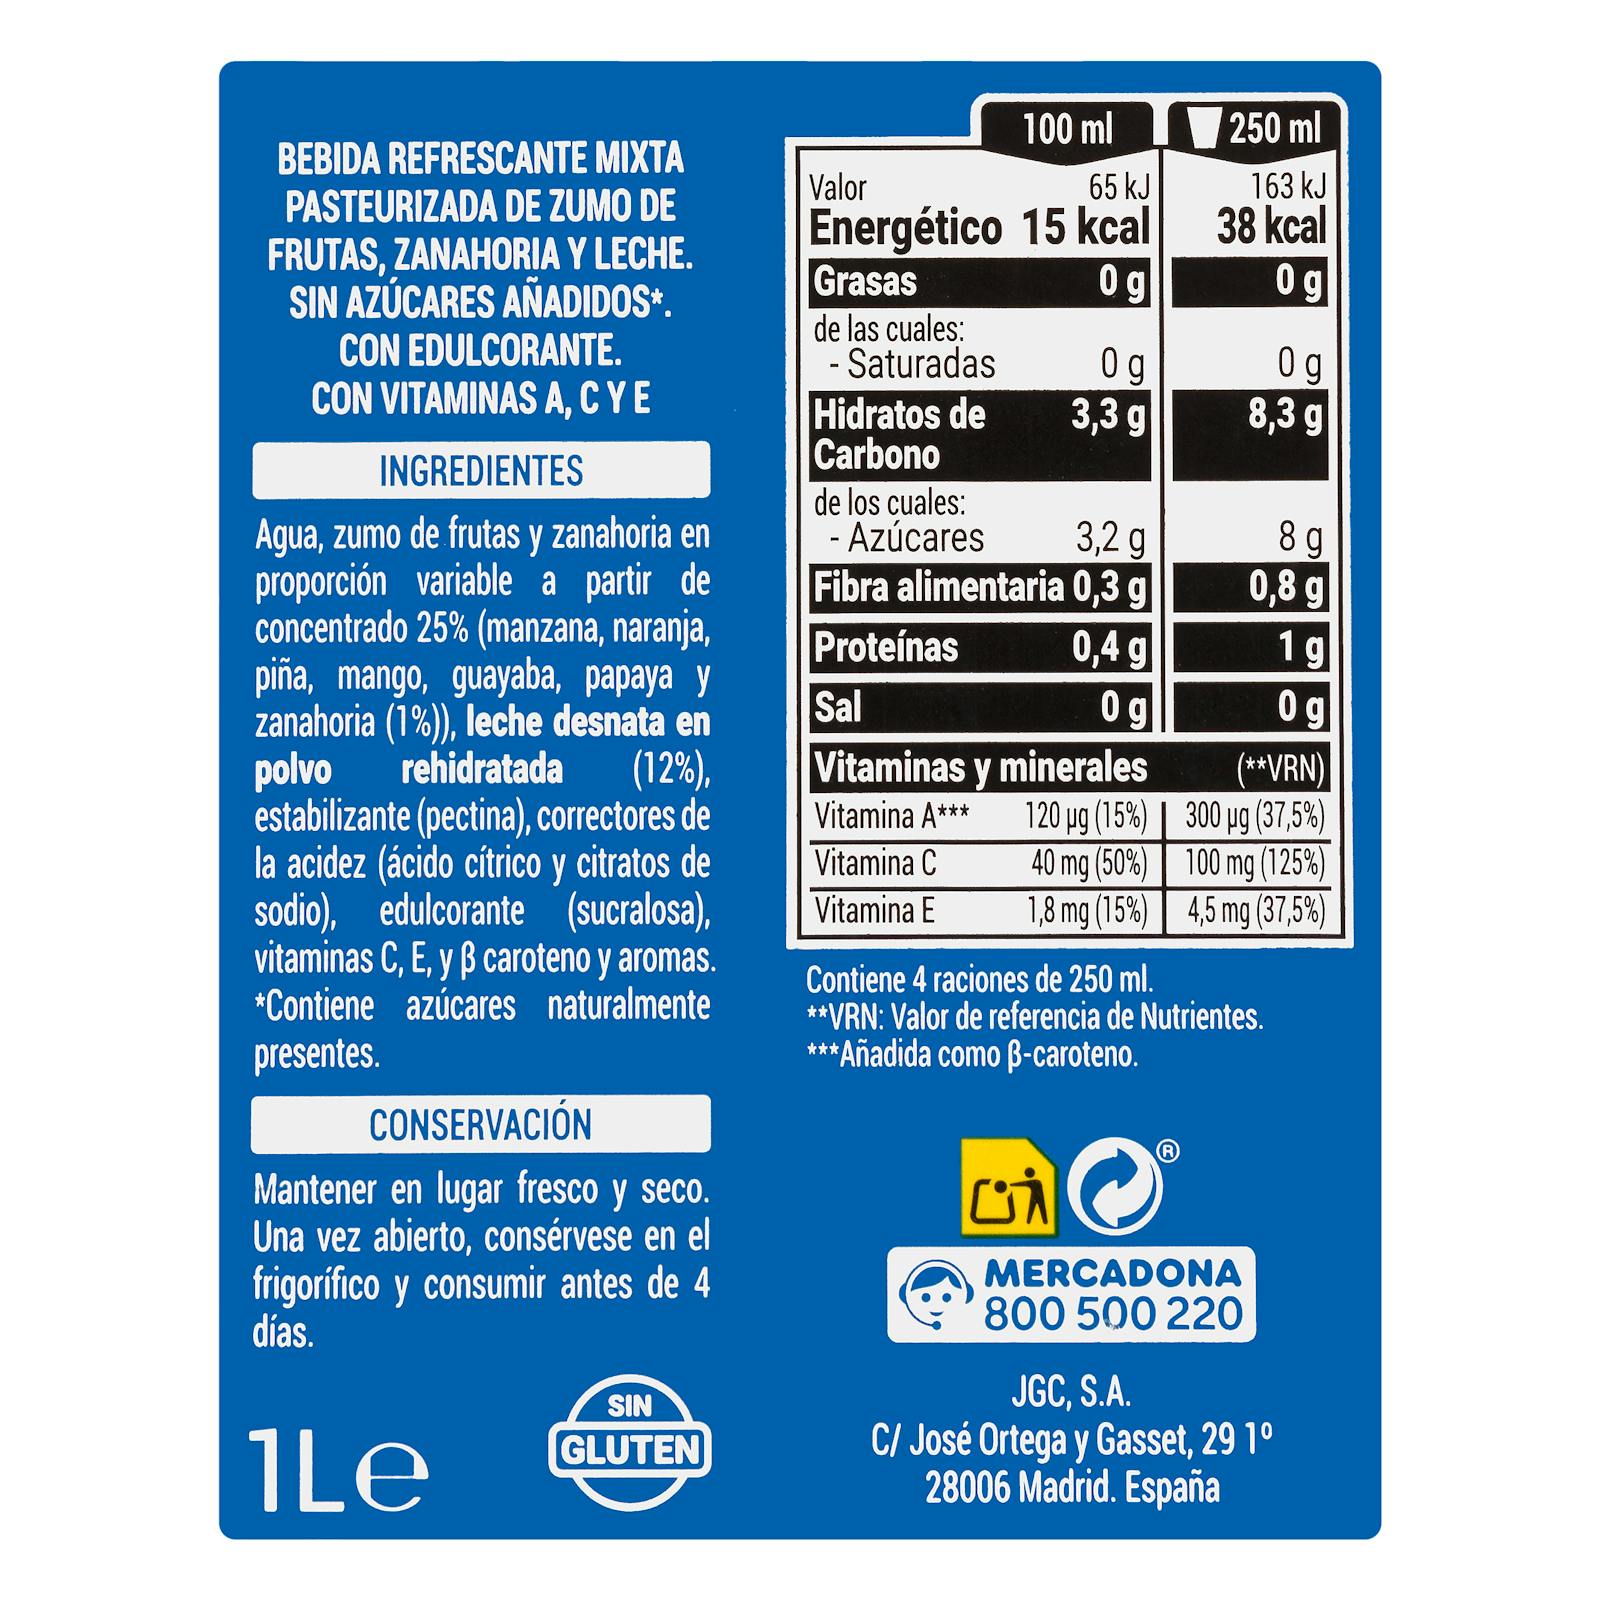 BEBIDA REFRESCANTE MIXTA
PASTEURIZADA DE ZUMO DE
FRUTAS, ZANAHORIA Y LECHE.
SIN AZÚCARES AÑADIDOS*.
CON EDULCORANTE.
CON VITAMINAS A, C Y E
INGREDIENTES
Agua, zumo de frutas y zanahoria en
proporción variable a partir de
concentrado 25% (manzana, naranja,
piña, mango, guayaba, papaya y
zanahoria (1%)), leche desnata en
polvo rehidratada (12%),
estabilizante (pectina), correctores de
la acidez (ácido cítrico y citratos de
sodio), edulcorante (sucralosa),
vitaminas C, E, y β caroteno y aromas.
*Contiene azúcares naturalmente
presentes.
CONSERVACIÓN
Mantener en lugar fresco y seco.
Una vez abierto, consérvese en el
frigorífico y consumir antes de 4
días.
1L e
SIN
GLUTEN
100 ml 250 ml
Valor 65 kJ 163 kJ
Energético 15 kcal 38 kcal
Grasas 0 g 0 g
de las cuales:
- Saturadas 0 g 0 g
Hidratos de 3,3 g 8,3 g
Carbono
de los cuales:
- Azúcares 3,2 g 8 g
Fibra alimentaria 0,3 g 0,8 g
Proteínas 0,4 g 1 g
Sal 0 g 0 g
Vitaminas y minerales (**VRN)
Vitamina A*** 120 µg (15%) 300 µg (37,5%)
Vitamina C 40 mg (50%) 100 mg (125%)
Vitamina E 1,8 mg (15%) 4,5 mg (37,5%)
Contiene 4 raciones de 250 ml.
**VRN: Valor de referencia de Nutrientes.
***Añadida como β-caroteno.
®
MERCADONA
800 500 220
JGC, S.A.
C/ José Ortega y Gasset, 29 1º
28006 Madrid. España